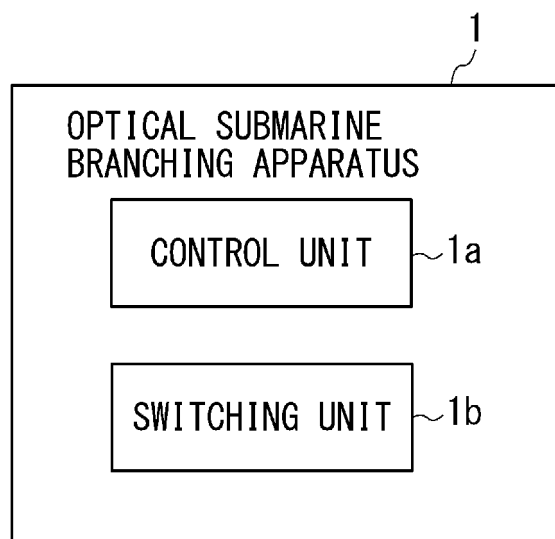 1
OPTICAL SUBMARINE
BRANCHING APPARATUS
CONTROL UNIT
1a
SWITCHING UNIT
1b